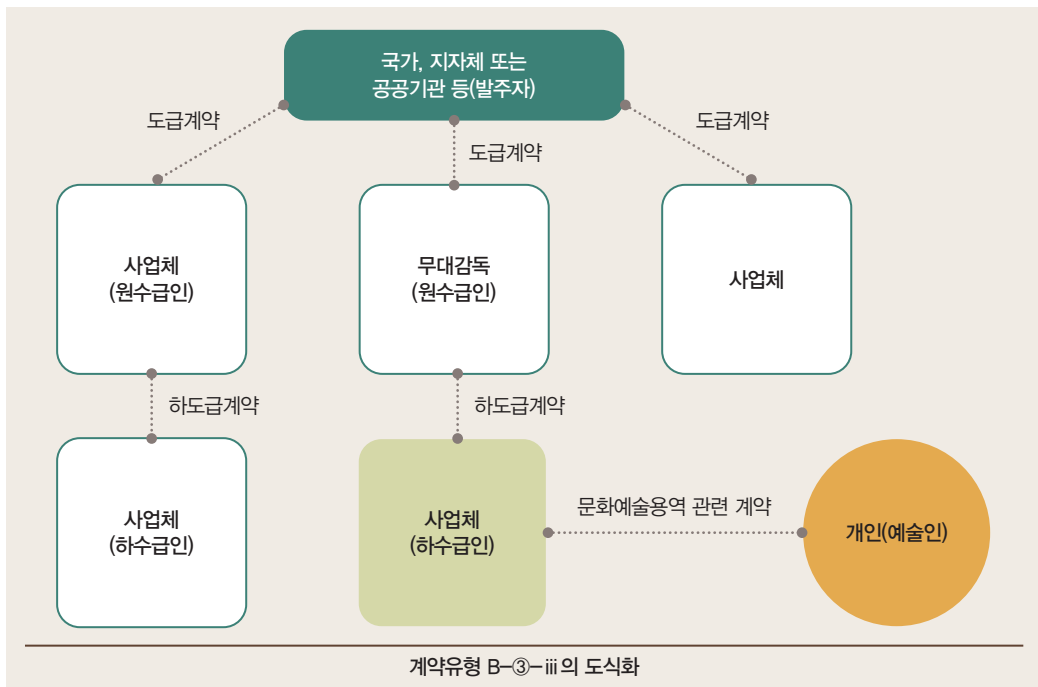 국가, 지자체 또는
공공기관 등(발주자)
도급계약
도급계약
도급계약
사업체
(원수급인)
무대감독
(원수급인)
사업체
하도급계약
하도급계약
사업체
(하수급인)
사업체
(하수급인)
문화예술용역 관련 계약
개인(예술인)
계약유형 B-③-ⅲ의 도식화